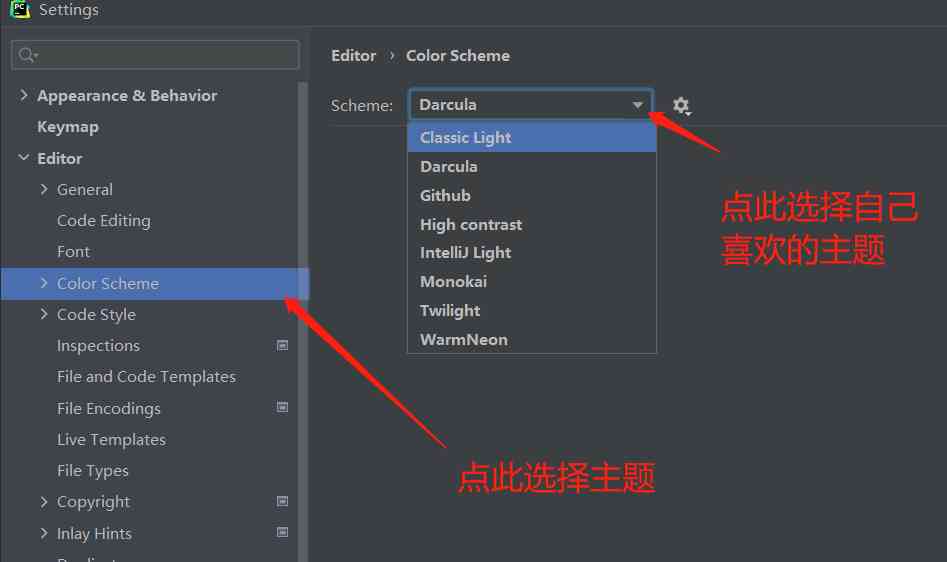 PC
Settings
Appearance & Behavior
Keymap
Editor
General
Code Editing
Font
Color Scheme
Code Style
Inspections
File and Code Templates
File Encodings
Live Templates
File Types
Copyright
Inlay Hints
Editor › Color Scheme
Scheme: Darcula
Classic Light
Darcula
Github
High contrast
IntelliJ Light
Monokai
Twilight
WarmNeon
点此选择自己
喜欢的主题
点此选择主题